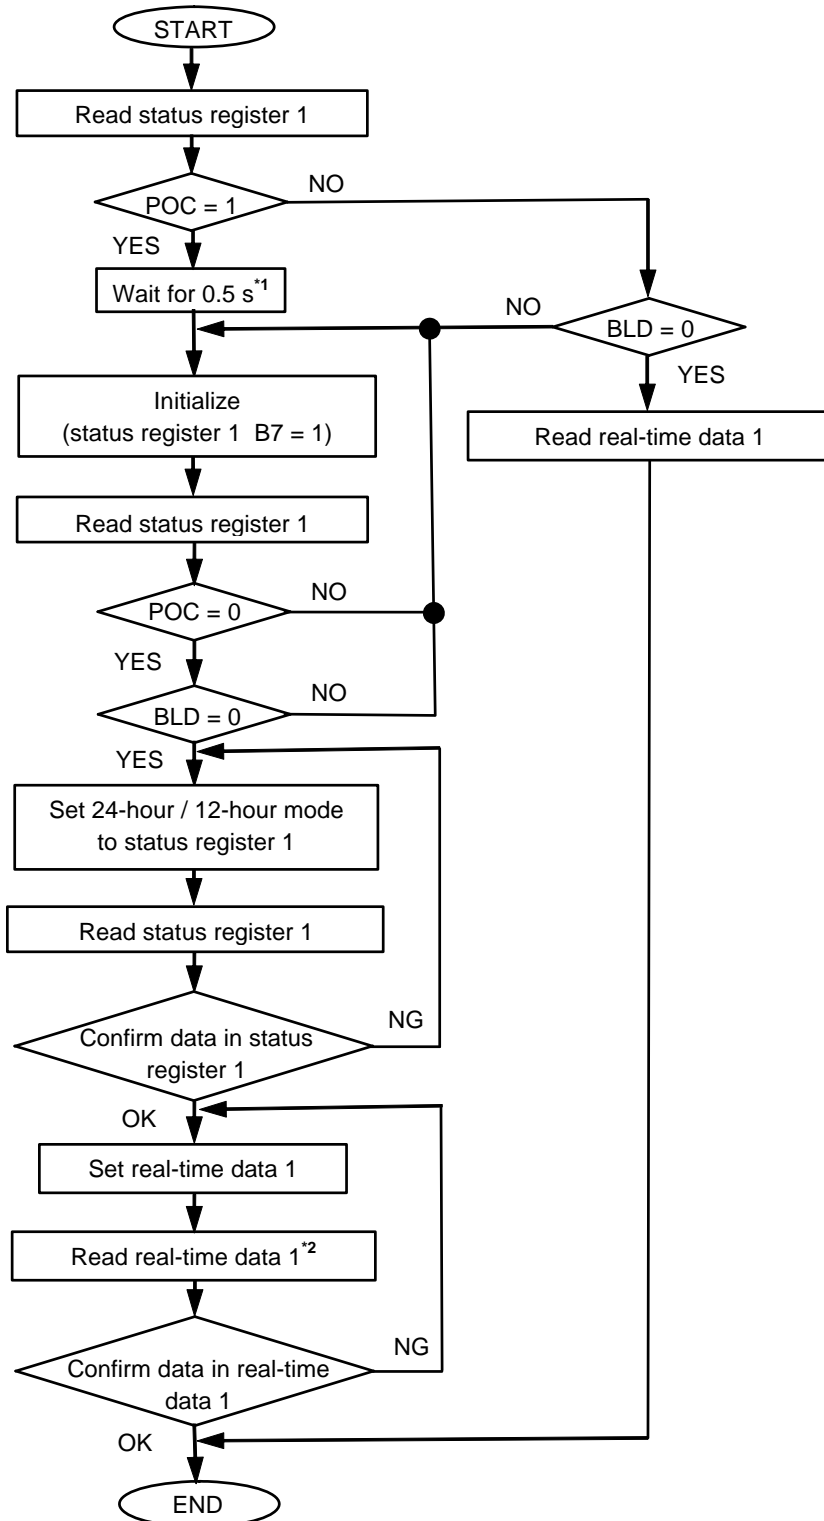 START
Read status register 1
POC = 1
NO
YES
Wait for 0.5 s*1
NO
BLD = 0
YES
Initialize
(status register 1  B7 = 1)
Read real-time data 1
Read status register 1
POC = 0
NO
YES
BLD = 0
NO
YES
Set 24-hour / 12-hour mode
to status register 1
Read status register 1
Confirm data in status
register 1
NG
OK
Set real-time data 1
Read real-time data 1*2
Confirm data in real-time
data 1
NG
OK
END